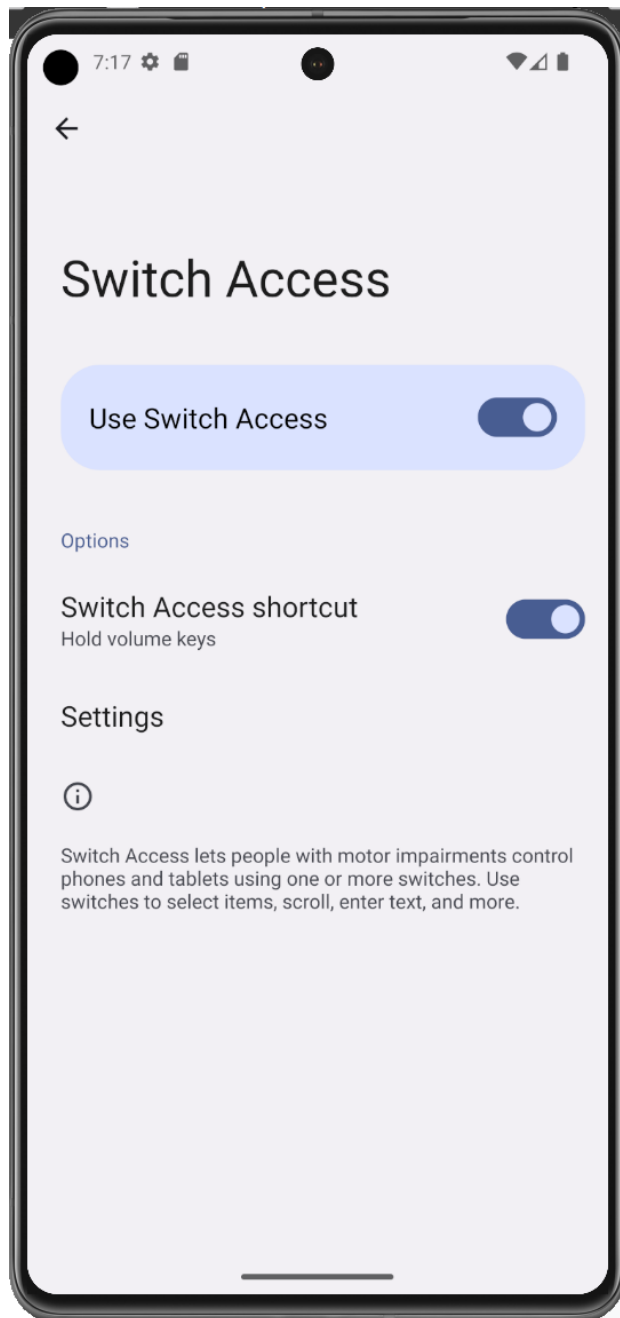 7:17
Switch Access
Use Switch Access
Options
Switch Access shortcut
Hold volume keys
Settings
Switch Access lets people with motor impairments control
phones and tablets using one or more switches. Use
switches to select items, scroll, enter text, and more.